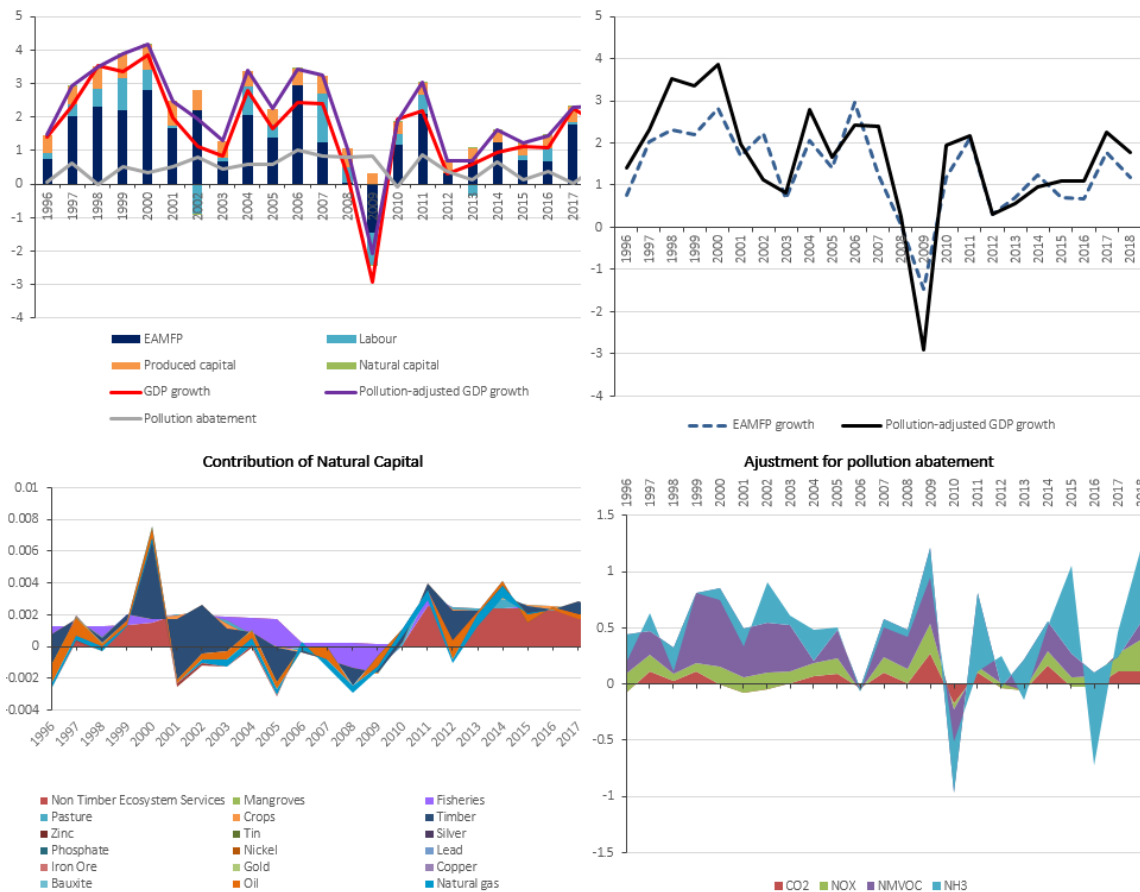 5
4
3
2
1
0
-1
-2
-3
-4
1996 1997 1998 1999 2000 2001 2002 2003 2004 2005 2006 2007 2008 2009 2010 2011 2012 2013 2014 2015 2016 2017
EAMFP Labour
Produced capital Natural capital
GDP growth Pollution-adjusted GDP growth
Pollution abatement
5
4
3
2
1
0
-1
-2
-3
-4
1996 1997 1998 1999 2000 2001 2002 2003 2004 2005 2006 2007 2008 2009 2010 2011 2012 2013 2014 2015 2016 2017 2018
EAMFP growth Pollution-adjusted GDP growth
Contribution of Natural Capital
0.01
0.008
0.006
0.004
0.002
0
-0.002
-0.004
1996 1997 1998 1999 2000 2001 2002 2003 2004 2005 2006 2007 2008 2009 2010 2011 2012 2013 2014 2015 2016 2017
Non Timber Ecosystem Services Mangroves Fisheries
Pasture Crops Timber
Zinc Tin Silver
Phosphate Nickel Lead
Iron Ore Gold Copper
Bauxite Oil Natural gas
Ajustment for pollution abatement
1996 1997 1998 1999 2000 2001 2002 2003 2004 2005 2006 2007 2008 2009 2010 2011 2012 2013 2014 2015 2016 2017 2018
1.5
1
0.5
0
-0.5
-1
-1.5
CO2 NOX NMVOC NH3